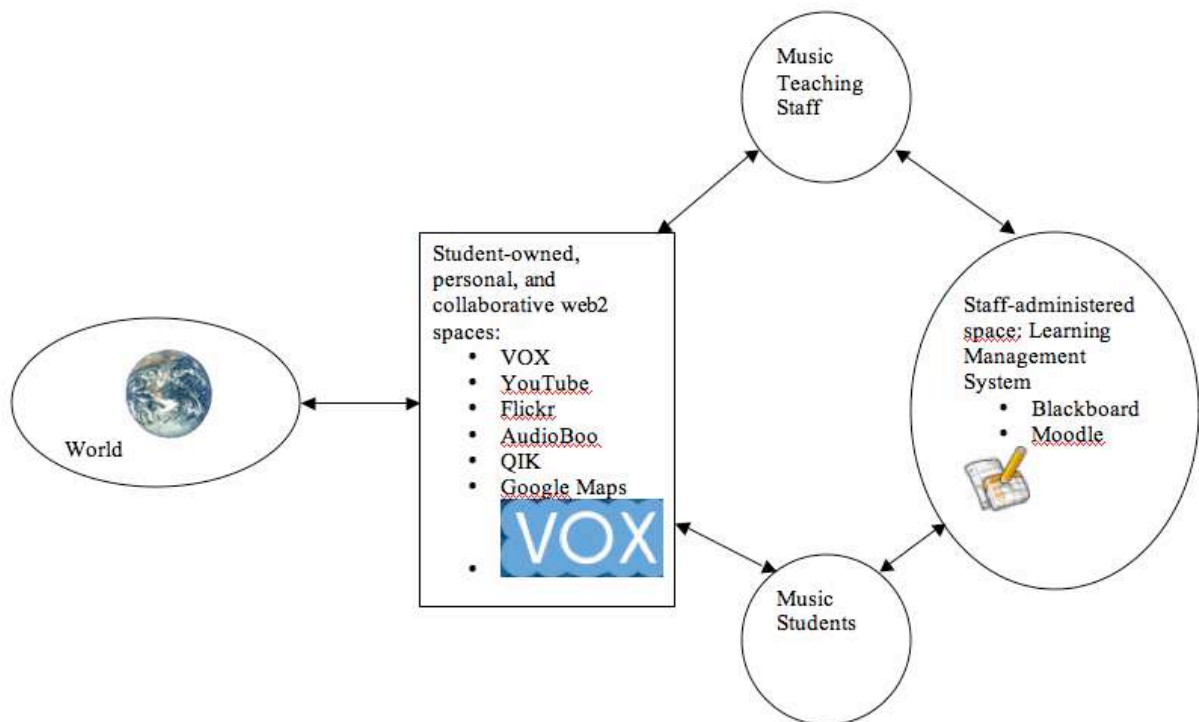 Music
Teaching
Staff
Student-owned,
personal, and
collaborative web2
spaces:
• VOX
• YouTube
• Flickr
• AudioBoo
• QIK
• Google Maps
• VOX
World
Staff-administered
space: Learning
Management
System
• Blackboard
• Moodle
Music
Students